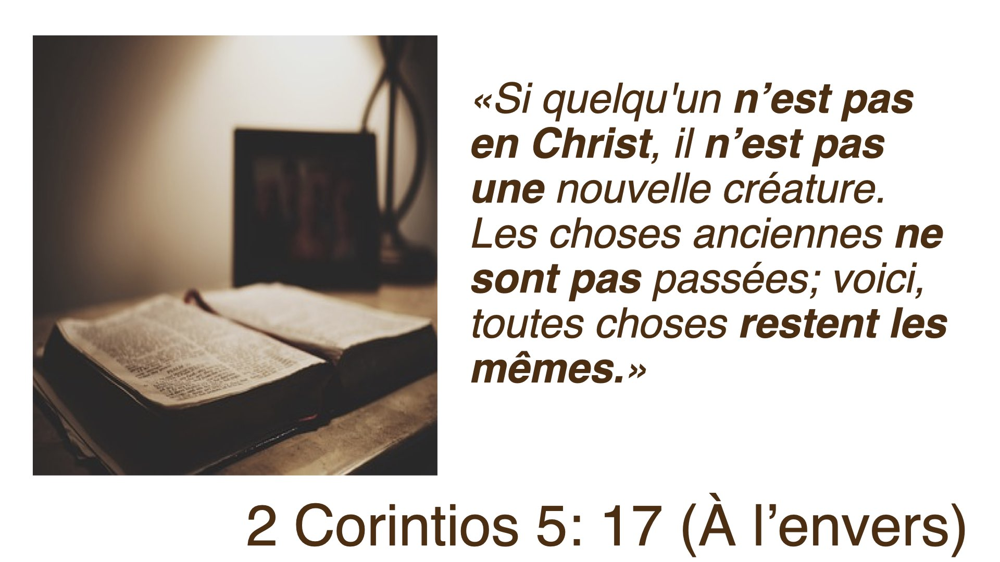 «Si quelqu'un n’est pas
en Christ, il n’est pas
une nouvelle créature.
Les choses anciennes ne
sont pas passées; voici,
toutes choses restent les
mêmes.»
2 Corintios 5: 17 (À l’envers)